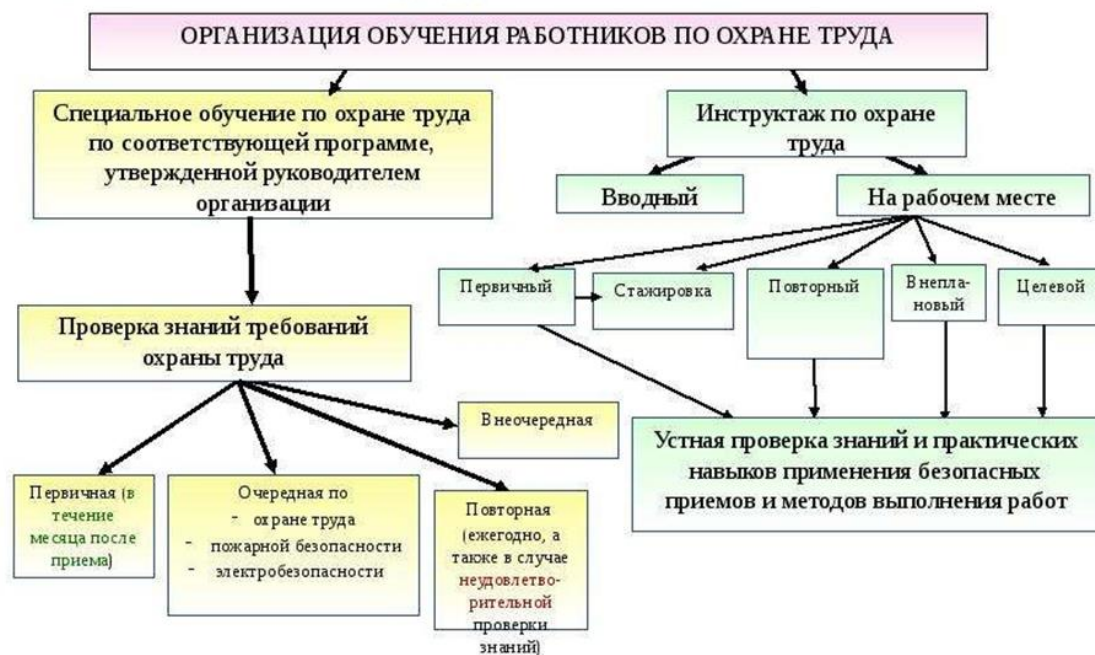 ОРГАНИЗАЦИЯ ОБУЧЕНИЯ РАБОТНИКОВ ПО ОХРАНЕ ТРУДА
Специальное обучение по охране труда
по соответствующей программе,
утвержденной руководителем
организации
Инструктаж по охране
труда
Вводный
На рабочем месте
Первичный
Стажировка
Повторный
Внепла-
новый
Целевой
Проверка знаний требований
охраны труда
Внеочередная
Устная проверка знаний и практических
навыков применения безопасных
приемов и методов выполнения работ
Первичная (в
течение
месяца после
приема)
Очередная по
- охране труда
- пожарной безопасности
- электробезопасности
Повторная
(ежегодно, а
также в случае
неудовлетво-
рительной
проверки
знаний)